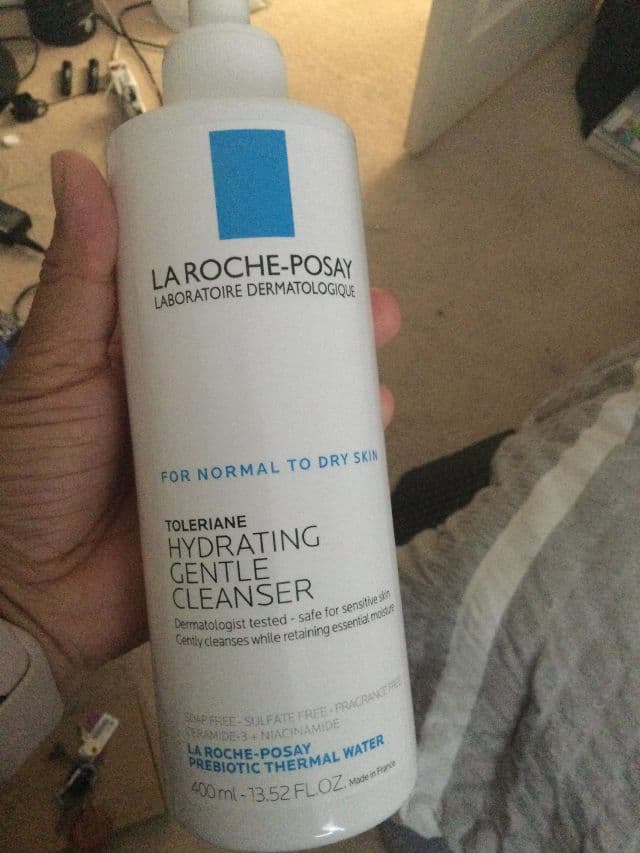 LA ROCHE-POSAY
LABORATOIRE DERMATOLOGIQUE
FOR NORMAL TO DRY SKIN
TOLERIANE
HYDRATING
GENTLE
CLEANSER
Dermatologist tested - safe for sensitive skin
Gently cleanses while retaining essential moisture
SOAP FREE - SULFATE FREE - FRAGRANCE FREE
CERAMIDE-3 + NIACINAMIDE
LA ROCHE-POSAY
PREBIOTIC THERMAL WATER
400 ml - 13.52 FL.OZ. Made in France